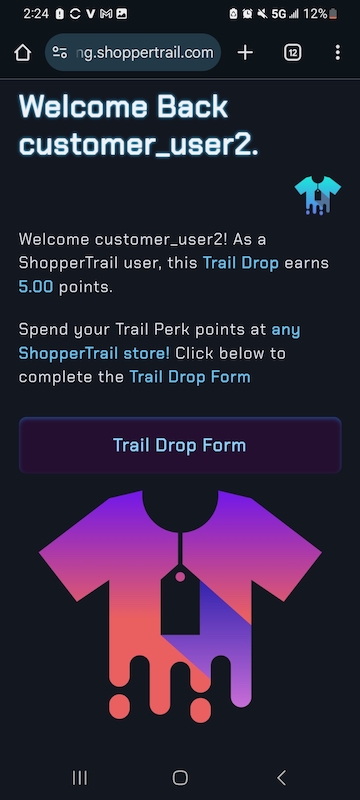 2:24
5G
12%
ng.shoppertrail.com
12
Welcome Back
customer_user2.
Welcome customer_user2! As a
ShopperTrail user, this Trail Drop earns
5.00 points.
Spend your Trail Perk points at any
ShopperTrail store! Click below to
complete the Trail Drop Form
Trail Drop Form